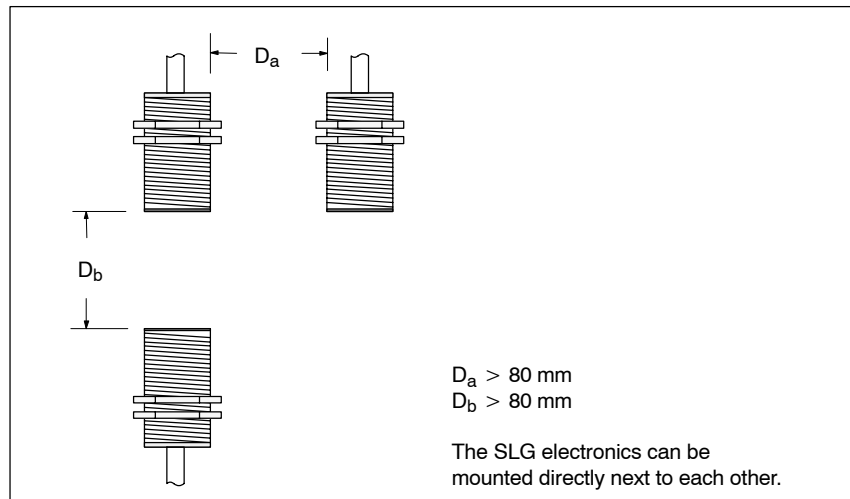 Da
Db
Da > 80 mm
Db > 80 mm
The SLG electronics can be
mounted directly next to each other.